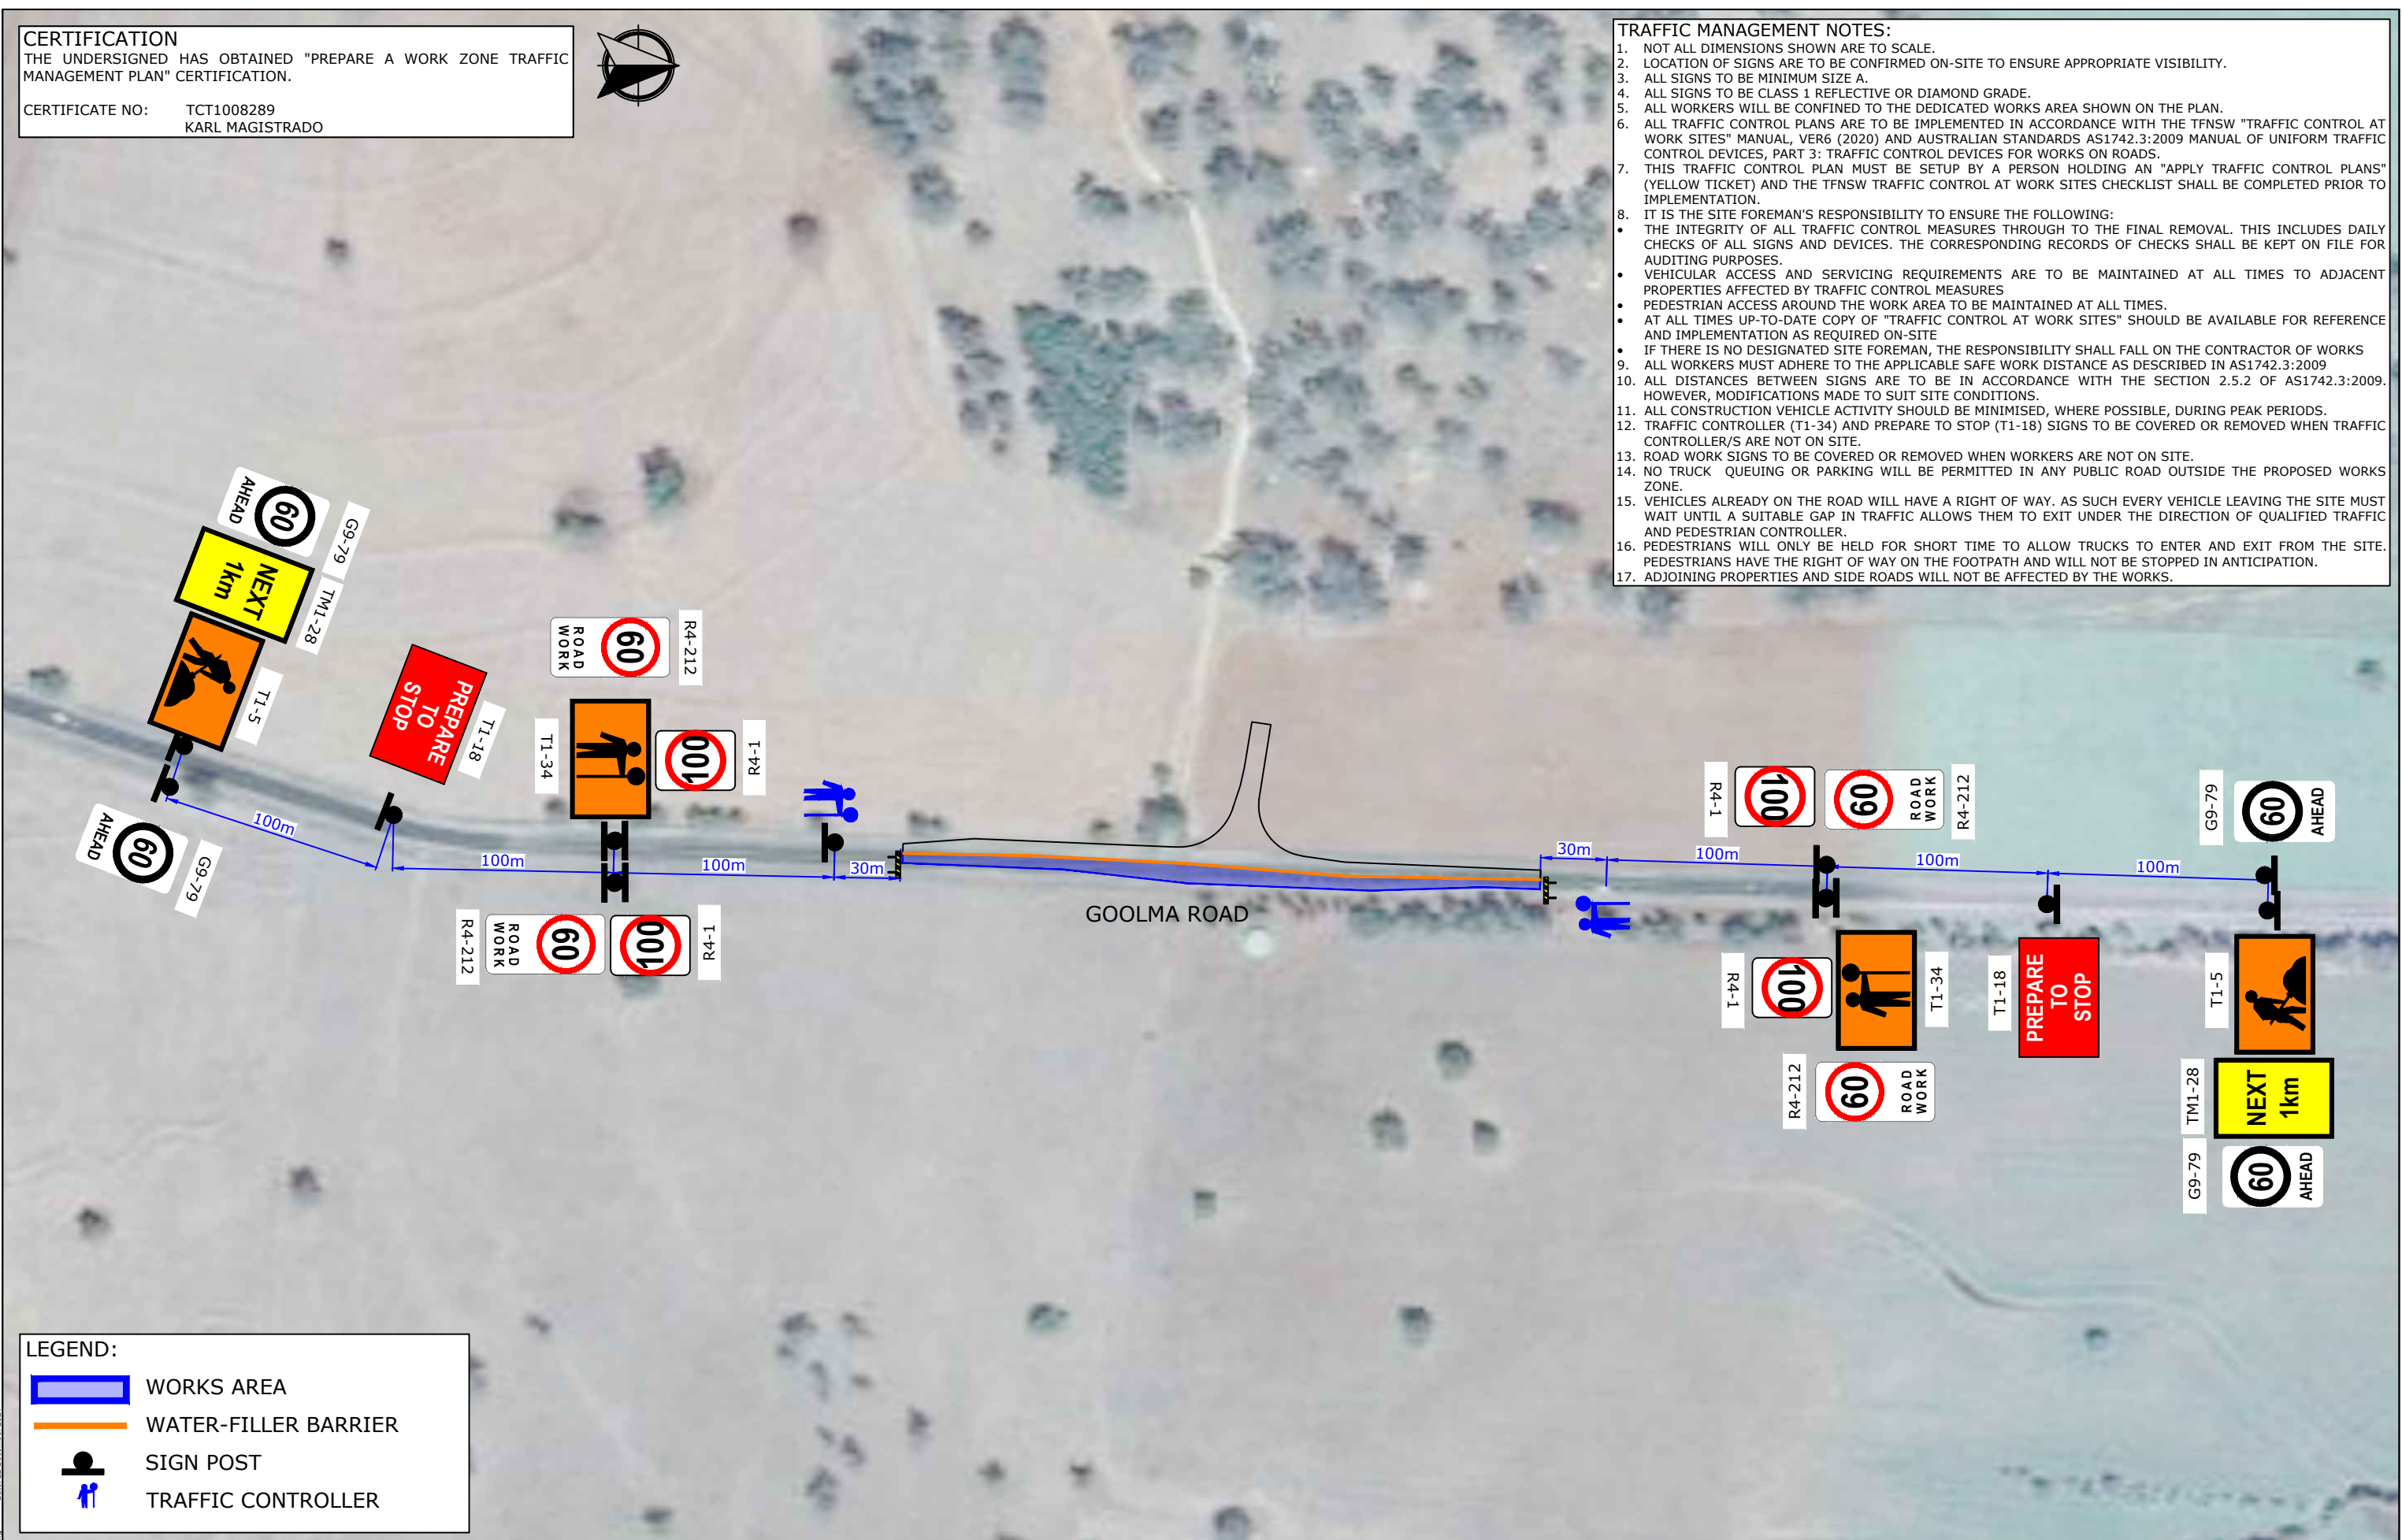 CERTIFICATION
THE UNDERSIGNED HAS OBTAINED "PREPARE A WORK ZONE TRAFFIC
MANAGEMENT PLAN" CERTIFICATION.
CERTIFICATE NO: TCT1008289
KARL MAGISTRADO
TRAFFIC MANAGEMENT NOTES:
1. NOT ALL DIMENSIONS SHOWN ARE TO SCALE.
2. LOCATION OF SIGNS ARE TO BE CONFIRMED ON-SITE TO ENSURE APPROPRIATE VISIBILITY.
3. ALL SIGNS TO BE MINIMUM SIZE A.
4. ALL SIGNS TO BE CLASS 1 REFLECTIVE OR DIAMOND GRADE.
5. ALL WORKERS WILL BE CONFINED TO THE DEDICATED WORKS AREA SHOWN ON THE PLAN.
6. ALL TRAFFIC CONTROL PLANS ARE TO BE IMPLEMENTED IN ACCORDANCE WITH THE TFNSW "TRAFFIC CONTROL AT
WORK SITES" MANUAL, VER6 (2020) AND AUSTRALIAN STANDARDS AS1742.3:2009 MANUAL OF UNIFORM TRAFFIC
CONTROL DEVICES, PART 3: TRAFFIC CONTROL DEVICES FOR WORKS ON ROADS.
7. THIS TRAFFIC CONTROL PLAN MUST BE SETUP BY A PERSON HOLDING AN "APPLY TRAFFIC CONTROL PLANS"
(YELLOW TICKET) AND THE TFNSW TRAFFIC CONTROL AT WORK SITES CHECKLIST SHALL BE COMPLETED PRIOR TO
IMPLEMENTATION.
8. IT IS THE SITE FOREMAN'S RESPONSIBILITY TO ENSURE THE FOLLOWING:
• THE INTEGRITY OF ALL TRAFFIC CONTROL MEASURES THROUGH TO THE FINAL REMOVAL. THIS INCLUDES DAILY
CHECKS OF ALL SIGNS AND DEVICES. THE CORRESPONDING RECORDS OF CHECKS SHALL BE KEPT ON FILE FOR
AUDITING PURPOSES.
• VEHICULAR ACCESS AND SERVICING REQUIREMENTS ARE TO BE MAINTAINED AT ALL TIMES TO ADJACENT
PROPERTIES AFFECTED BY TRAFFIC CONTROL MEASURES
• PEDESTRIAN ACCESS AROUND THE WORK AREA TO BE MAINTAINED AT ALL TIMES.
• AT ALL TIMES UP-TO-DATE COPY OF "TRAFFIC CONTROL AT WORK SITES" SHOULD BE AVAILABLE FOR REFERENCE
AND IMPLEMENTATION AS REQUIRED ON-SITE
• IF THERE IS NO DESIGNATED SITE FOREMAN, THE RESPONSIBILITY SHALL FALL ON THE CONTRACTOR OF WORKS
9. ALL WORKERS MUST ADHERE TO THE APPLICABLE SAFE WORK DISTANCE AS DESCRIBED IN AS1742.3:2009
10. ALL DISTANCES BETWEEN SIGNS ARE TO BE IN ACCORDANCE WITH THE SECTION 2.5.2 OF AS1742.3:2009.
HOWEVER, MODIFICATIONS MADE TO SUIT SITE CONDITIONS.
11. ALL CONSTRUCTION VEHICLE ACTIVITY SHOULD BE MINIMISED, WHERE POSSIBLE, DURING PEAK PERIODS.
12. TRAFFIC CONTROLLER (T1-34) AND PREPARE TO STOP (T1-18) SIGNS TO BE COVERED OR REMOVED WHEN TRAFFIC
CONTROLLER/S ARE NOT ON SITE.
13. ROAD WORK SIGNS TO BE COVERED OR REMOVED WHEN WORKERS ARE NOT ON SITE.
14. NO TRUCK QUEUING OR PARKING WILL BE PERMITTED IN ANY PUBLIC ROAD OUTSIDE THE PROPOSED WORKS
ZONE.
15. VEHICLES ALREADY ON THE ROAD WILL HAVE A RIGHT OF WAY. AS SUCH EVERY VEHICLE LEAVING THE SITE MUST
WAIT UNTIL A SUITABLE GAP IN TRAFFIC ALLOWS THEM TO EXIT UNDER THE DIRECTION OF QUALIFIED TRAFFIC
AND PEDESTRIAN CONTROLLER.
16. PEDESTRIANS WILL ONLY BE HELD FOR SHORT TIME TO ALLOW TRUCKS TO ENTER AND EXIT FROM THE SITE.
PEDESTRIANS HAVE THE RIGHT OF WAY ON THE FOOTPATH AND WILL NOT BE STOPPED IN ANTICIPATION.
17. ADJOINING PROPERTIES AND SIDE ROADS WILL NOT BE AFFECTED BY THE WORKS.
60
AHEAD
G9-79
NEXT
1km
TM1-28
T1-5
60
AHEAD
G9-79
PREPARE
TO
STOP
T1-18
60
ROAD
WORK
R4-212
T1-34
100
R4-1
R4-212
60
ROAD
WORK
100
R4-1
100m
100m
100m
30m
GOOLMA ROAD
30m
100m
100m
100m
R4-1
100
60
ROAD
WORK
R4-212
R4-1
100
T1-34
R4-212
60
ROAD
WORK
T1-18
PREPARE
TO
STOP
G9-79
60
AHEAD
T1-5
TM1-28
NEXT
1km
G9-79
60
AHEAD
LEGEND:
WORKS AREA
WATER-FILLER BARRIER
SIGN POST
TRAFFIC CONTROLLER